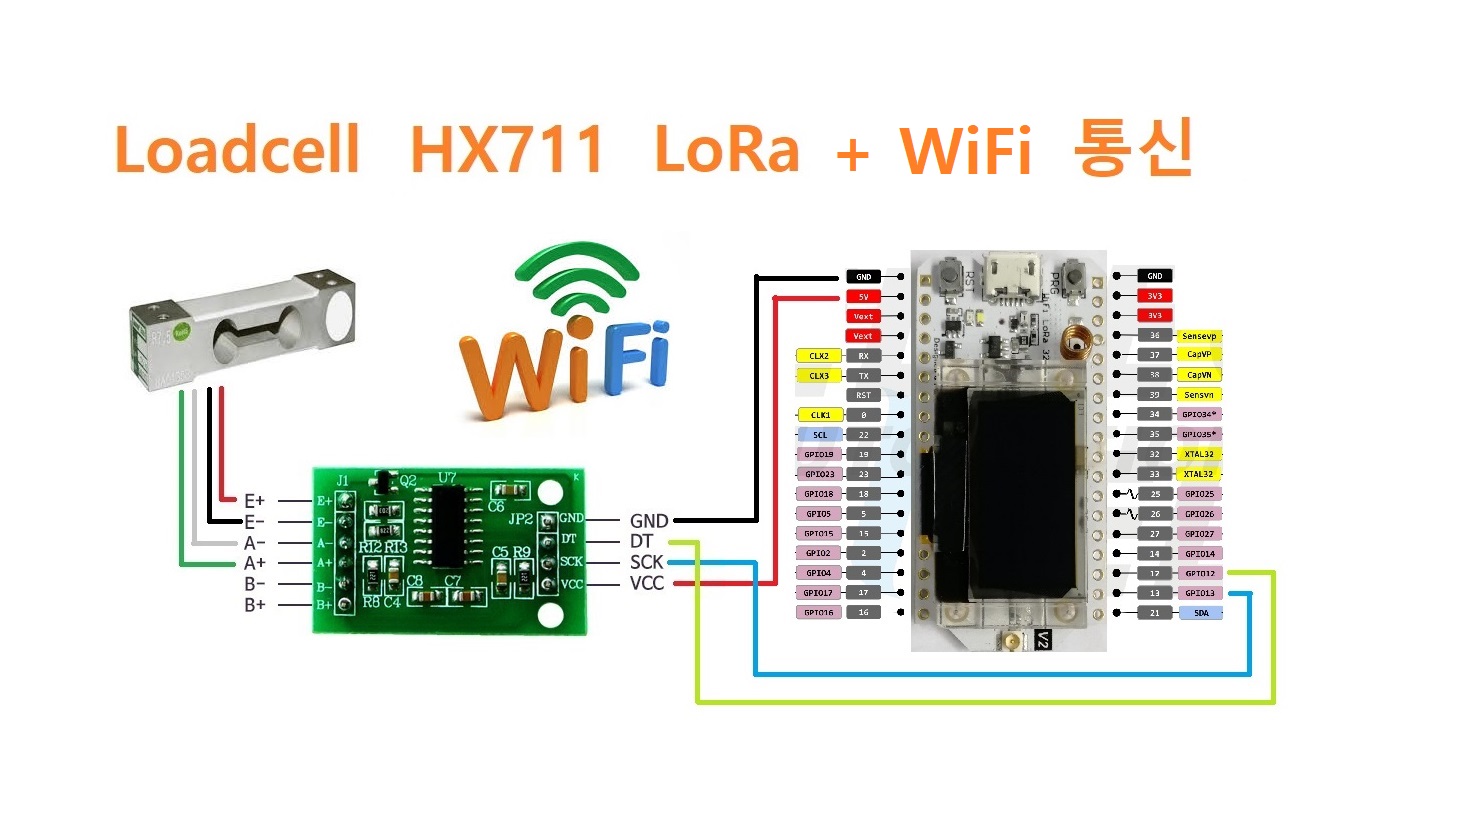 Loadcell HX711 LoRa + WiFi 통신
WiFi
E+
E-
A-
A+
B-
B+
J1
E+
E-
A-
A+
B-
B+
Q2
U7
C6
R12 R13
R8 C4
C8
C7
C5 R9
JP2
K
GND
DT
SCK
VCC
GND
DT
SCK
VCC
GND
5V
Vext
Vext
CLX2 RX
CLX3 TX
RST
CLK1 0
SCL 22
GPIO19 19
GPIO23 23
GPIO18 18
GPIO5 5
GPIO15 15
GPIO2 2
GPIO4 4
GPIO17 17
GPIO16 16
RST
PRG
WiFi LoRa 32
V2
GND
3V3
3V3
36 Sensevp
37 CapVP
38 CapVN
39 Sensvn
34 GPIO34*
35 GPIO35*
32 XTAL32
33 XTAL32
25 GPIO25
26 GPIO26
27 GPIO27
14 GPIO14
12 GPIO12
13 GPIO13
21 SDA